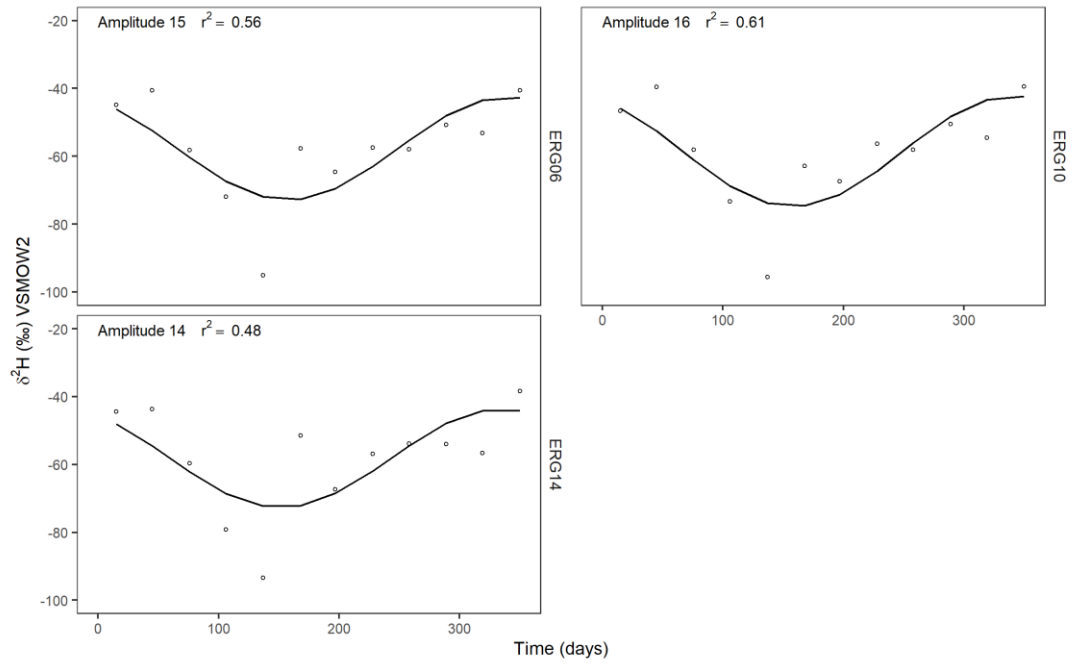 Amplitude 15 r² = 0.56
Amplitude 16 r² = 0.61
-20
-40
-60
-80
-100
ERG06
ERG10
0 100 200 300
Amplitude 14 r² = 0.48
-20
-40
-60
-80
-100
ERG14
0 100 200 300
δ²H (‰) VSMOW2
Time (days)